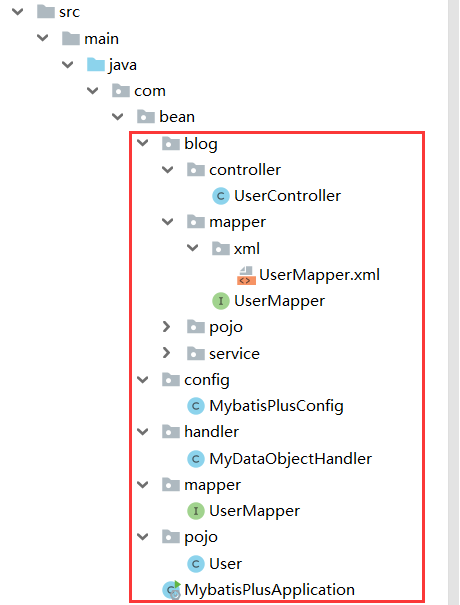 src
main
java
com
bean
blog
controller
UserController
mapper
xml
UserMapper.xml
UserMapper
pojo
service
config
MybatisPlusConfig
handler
MyDataObjectHandler
mapper
UserMapper
pojo
User
MybatisPlusApplication